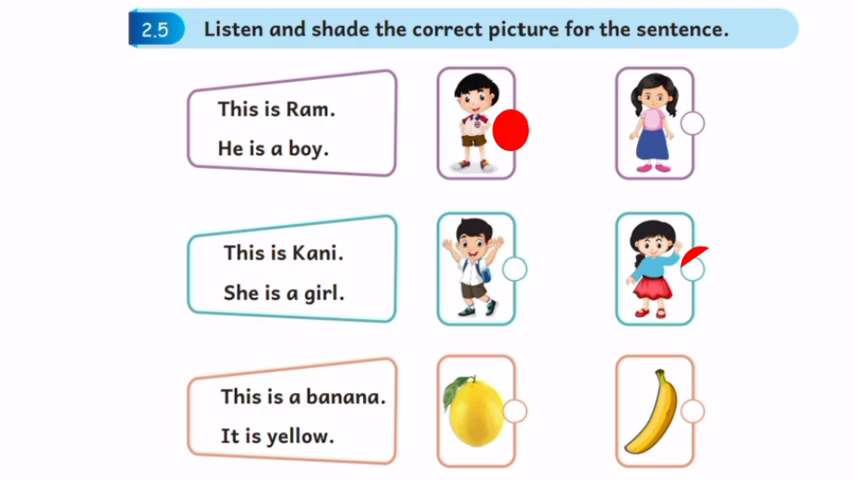 2.5 Listen and shade the correct picture for the sentence.
This is Ram.
He is a boy.
This is Kani.
She is a girl.
This is a banana.
It is yellow.